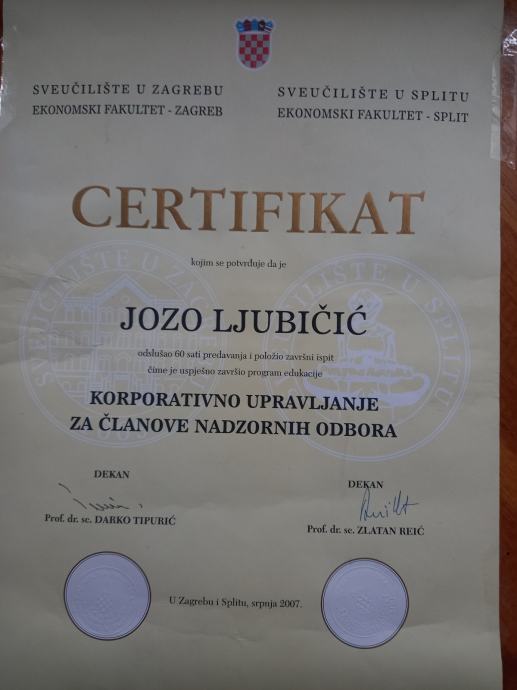 SVEUČILIŠTE U ZAGREBU
EKONOMSKI FAKULTET - ZAGREB
SVEUČILIŠTE U SPLITU
EKONOMSKI FAKULTET - SPLIT
CERTIFIKAT
kojim se potvrđuje da je
JOZO LJUBIČIĆ
odslušao 60 sati predavanja i položio završni ispit
čime je uspješno završio program edukacije
KORPORATIVNO UPRAVLJANJE
ZA ČLANOVE NADZORNIH ODBORA
DEKAN
Prof. dr. sc. DARKO TIPURIĆ
DEKAN
Prof. dr. sc. ZLATAN REIĆ
U Zagrebu i Splitu, srpnja 2007.